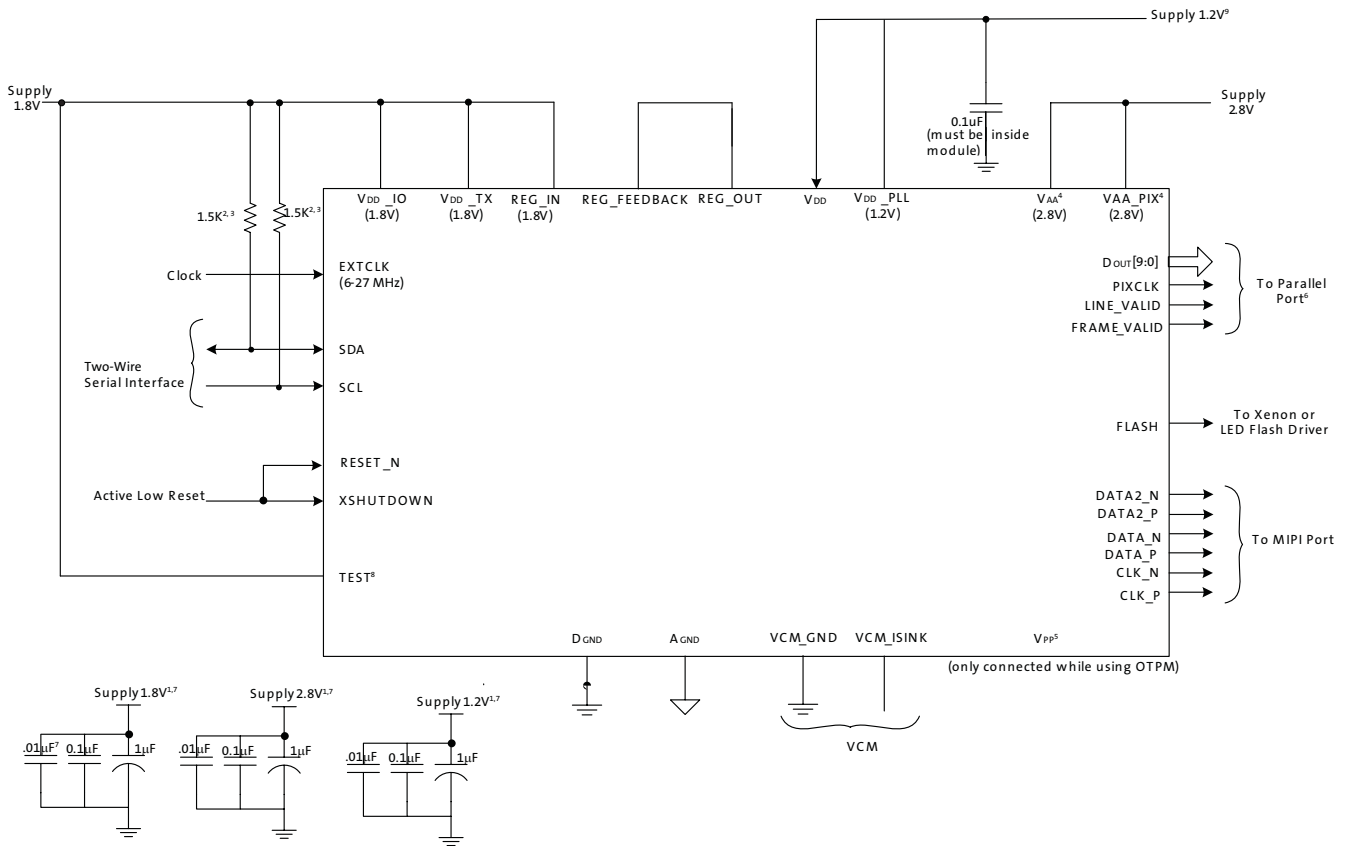 Supply 1.2V⁹
Supply
1.8V
Supply
2.8V
0.1uF
(must be inside
module)
1.5K²,³
1.5K²,³
VDD_IO
(1.8V)
VDD_TX
(1.8V)
REG_IN
(1.8V)
REG_FEEDBACK
REG_OUT
VDD
VDD_PLL
(1.2V)
VAA⁴
(2.8V)
VAA_PIX⁴
(2.8V)
Clock
EXTCLK
(6-27 MHz)
DOUT[9:0]
PIXCLK
LINE_VALID
FRAME_VALID
To Parallel
Port⁶
Two-Wire
Serial Interface
SDA
SCL
FLASH
To Xenon or
LED Flash Driver
Active Low Reset
RESET_N
XSHUTDOWN
DATA2_N
DATA2_P
DATA_N
DATA_P
CLK_N
CLK_P
To MIPI Port
TEST⁸
DGND
AGND
VCM_GND
VCM_ISINK
VPP⁵
(only connected while using OTPM)
VCM
Supply 1.8V¹,⁷
.01µF⁷
0.1µF
1µF
Supply 2.8V¹,⁷
.01µF
0.1µF
1µF
Supply 1.2V¹,⁷
.01µF
0.1µF
1µF